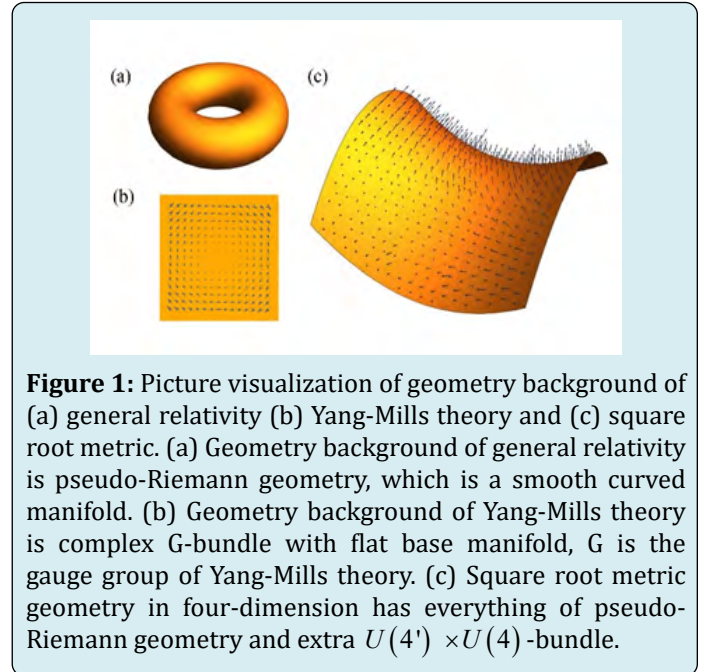 (a)
(c)
(b)
Figure 1: Picture visualization of geometry background of
(a) general relativity (b) Yang-Mills theory and (c) square
root metric. (a) Geometry background of general relativity
is pseudo-Riemann geometry, which is a smooth curved
manifold. (b) Geometry background of Yang-Mills theory
is complex G-bundle with flat base manifold, G is the
gauge group of Yang-Mills theory. (c) Square root metric
geometry in four-dimension has everything of pseudo-
Riemann geometry and extra U(4') ×U(4) -bundle.